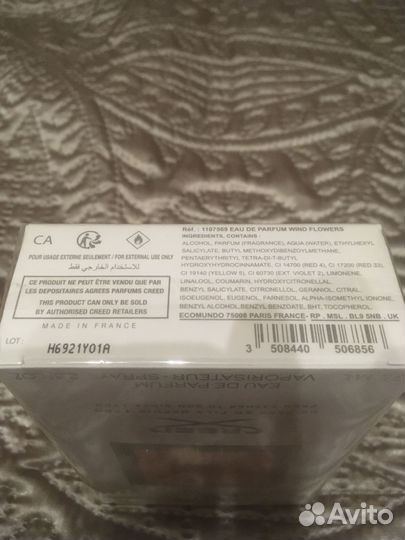 CA
POUR USAGE EXTERNE SEULEMENT / FOR EXTERNAL USE ONLY
للاستخدام الخارجي فقط
CE PRODUIT NE PEUT ÊTRE VENDU QUE PAR
LES DEPOSITAIRES AGREES PARFUMS CREED
THIS PRODUCT CAN ONLY BE SOLD BY
AUTHORISED CREED RETAILERS
MADE IN FRANCE
LOT :
H6921Y01A
Réf : 1107569 EAU DE PARFUM WIND FLOWERS
INGREDIENTS, CONTAINS :
ALCOHOL, PARFUM (FRAGRANCE), AQUA (WATER), ETHYLHEXYL
SALICYLATE, BUTYL METHOXYDIBENZOYLMETHANE,
PENTAERYTHRITYL TETRA-DI-T-BUTYL
HYDROXYHYDROCINNAMATE, CI 14700 (RED 4), CI 17200 (RED 33),
CI 19140 (YELLOW 5), CI 60730 (EXT. VIOLET 2), LIMONENE,
LINALOOL, COUMARIN, HYDROXYCITRONELLAL,
BENZYL SALICYLATE, CITRONELLOL, GERANIOL, CITRAL,
ISOEUGENOL, EUGENOL, FARNESOL, ALPHA-ISOMETHYL IONONE,
BENZYL ALCOHOL, BENZYL BENZOATE, BHT, TOCOPHEROL.
ECOMUNDO 75008 PARIS FRANCE- RP . MSL . BL9 5NB . UK
3 508440 506856
EAU DE PARFUM
VAPORISATEUR - SPRAY
CREED
Avito